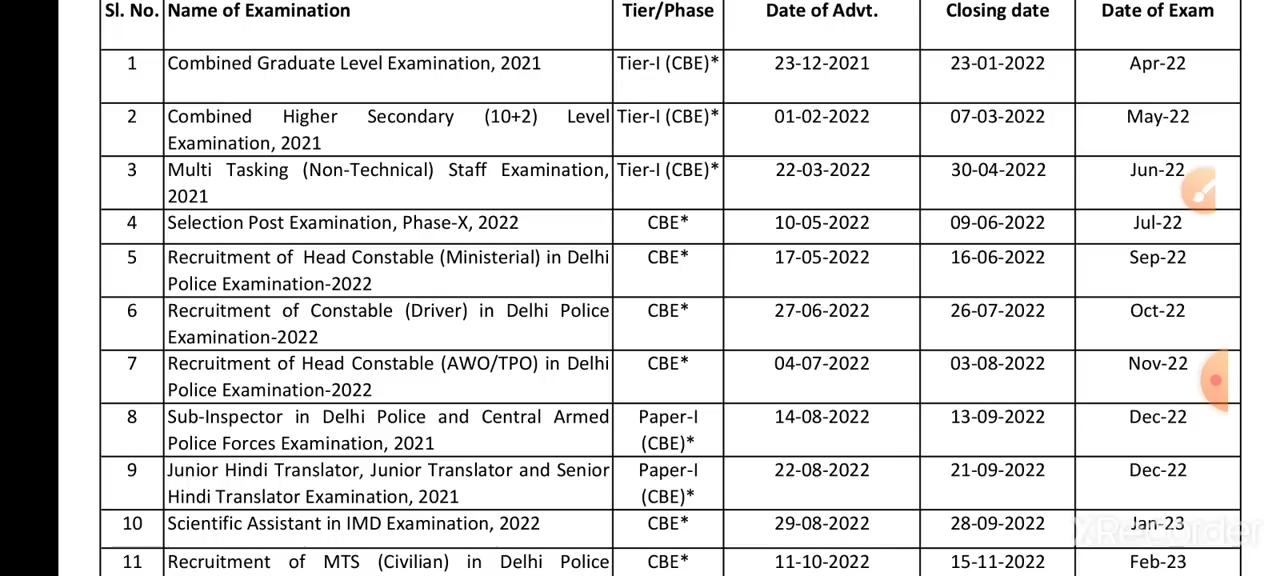 Sl. No. Name of Examination Tier/Phase Date of Advt. Closing date Date of Exam
1 Combined Graduate Level Examination, 2021 Tier-I (CBE)* 23-12-2021 23-01-2022 Apr-22
2 Combined Higher Secondary (10+2) Level Tier-I (CBE)* 01-02-2022 07-03-2022 May-22
Examination, 2021
3 Multi Tasking (Non-Technical) Staff Examination, Tier-I (CBE)* 22-03-2022 30-04-2022 Jun-22
2021
4 Selection Post Examination, Phase-X, 2022 CBE* 10-05-2022 09-06-2022 Jul-22
5 Recruitment of Head Constable (Ministerial) in Delhi CBE* 17-05-2022 16-06-2022 Sep-22
Police Examination-2022
6 Recruitment of Constable (Driver) in Delhi Police CBE* 27-06-2022 26-07-2022 Oct-22
Examination-2022
7 Recruitment of Head Constable (AWO/TPO) in Delhi CBE* 04-07-2022 03-08-2022 Nov-22
Police Examination-2022
8 Sub-Inspector in Delhi Police and Central Armed Paper-I 14-08-2022 13-09-2022 Dec-22
Police Forces Examination, 2021 (CBE)*
9 Junior Hindi Translator, Junior Translator and Senior Paper-I 22-08-2022 21-09-2022 Dec-22
Hindi Translator Examination, 2021 (CBE)*
10 Scientific Assistant in IMD Examination, 2022 CBE* 29-08-2022 28-09-2022 Jan-23
XRecorder
11 Recruitment of MTS (Civilian) in Delhi Police CBE* 11-10-2022 15-11-2022 Feb-23